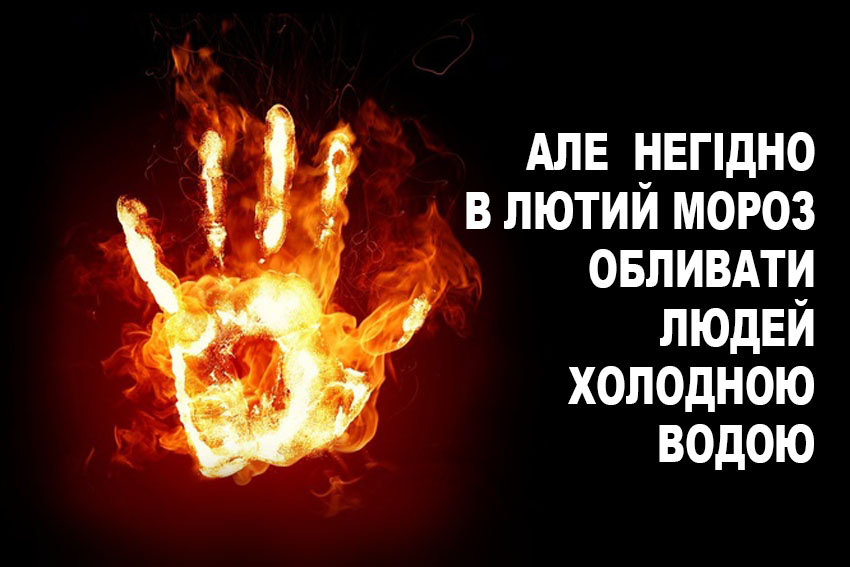 АЛЕ НЕГІДНО
В ЛЮТИЙ МОРОЗ
ОБЛИВАТИ
ЛЮДЕЙ
ХОЛОДНОЮ
ВОДОЮ